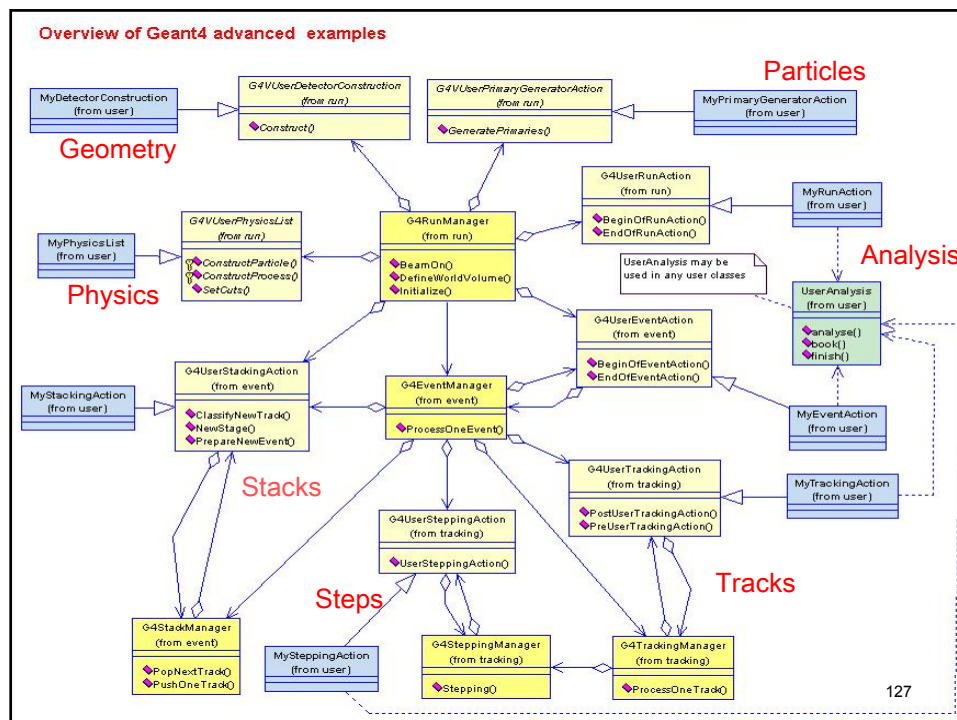 Overview of Geant4 advanced examples
Particles
G4VUserDetectorConstruction
(from run)
Construct()
G4VUserPrimaryGeneratorAction
(from run)
GeneratePrimaries()
MyDetectorConstruction
(from user)
MyPrimaryGeneratorAction
(from user)
Geometry
G4UserRunAction
(from run)
BeginOfRunAction()
EndOfRunAction()
MyRunAction
(from user)
G4VUserPhysicsList
(from run)
ConstructParticle()
ConstructProcess()
SetCuts()
G4RunManager
(from run)
BeamOn()
DefineWorldVolume()
Initialize()
MyPhysicsList
(from user)
Physics
UserAnalysis may be
used in any user classes
Analysis
UserAnalysis
(from user)
analyse()
book()
finish()
G4UserEventAction
(from event)
BeginOfEventAction()
EndOfEventAction()
G4UserStackingAction
(from event)
ClassifyNewTrack()
NewStage()
PrepareNewEvent()
G4EventManager
(from event)
ProcessOneEvent()
MyStackingAction
(from user)
MyEventAction
(from user)
Stacks
G4UserTrackingAction
(from tracking)
PostUserTrackingAction()
PreUserTrackingAction()
MyTrackingAction
(from user)
G4UserSteppingAction
(from tracking)
UserSteppingAction()
Steps
Tracks
G4StackManager
(from event)
PopNextTrack()
PushOneTrack()
MySteppingAction
(from user)
G4SteppingManager
(from tracking)
Stepping()
G4TrackingManager
(from tracking)
ProcessOneTrack()
127